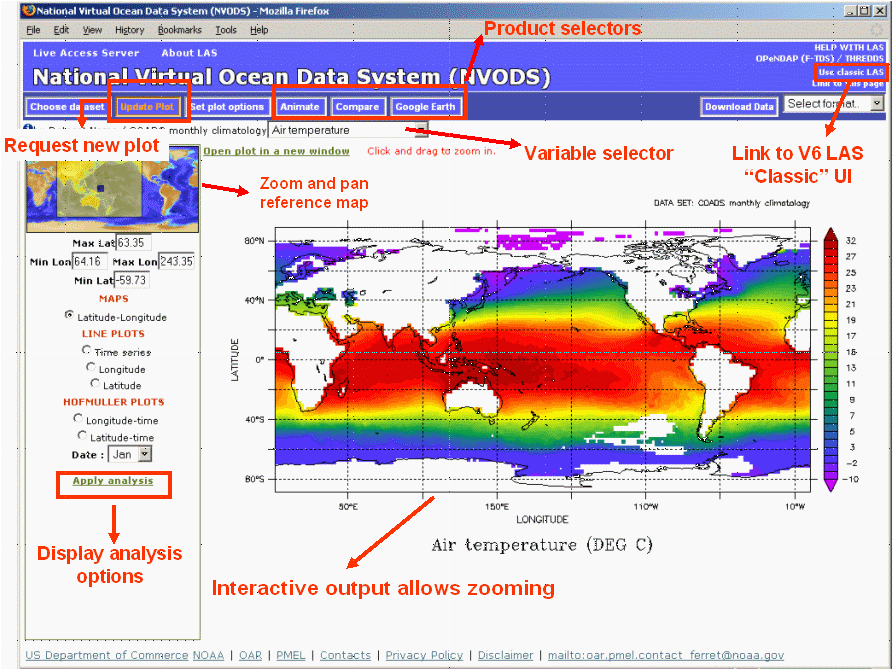 National Virtual Ocean Data System (NVODS) - Mozilla Firefox
File Edit View History Bookmarks Tools Help
Product selectors
Live Access Server About LAS
HELP WITH LAS
OPeNDAP (F-TDS) / THREDDS
National Virtual Ocean Data System (NVODS)
Use classic LAS
Link to this page
Choose dataset Update Plot Set plot options Animate Compare Google Earth Download Data Select format..
COADS monthly climatology Air temperature
Request new plot
Open plot in a new window Click and drag to zoom in.
Variable selector
Link to V6 LAS
“Classic” UI
Zoom and pan
reference map
DATA SET: COADS monthly climatology
Max Lat 63.35
Min Lon 64.16 Max Lon 243.35
Min Lat -59.73
MAPS
Latitude-Longitude
LINE PLOTS
Time series
Longitude
Latitude
HOFMULLER PLOTS
Longitude-time
Latitude-time
Date : Jan
Apply analysis
Display analysis
options
80°N
40°N
0°
40°S
80°S
LATITUDE
32
27
25
23
21
19
17
15
13
11
9
7
5
3
-2
-10
50°E 150°E 110°W 10°W
LONGITUDE
Air temperature (DEG C)
Interactive output allows zooming
US Department of Commerce NOAA | OAR | PMEL | Contacts | Privacy Policy | Disclaimer | mailto:oar.pmel.contact_ferret@noaa.gov